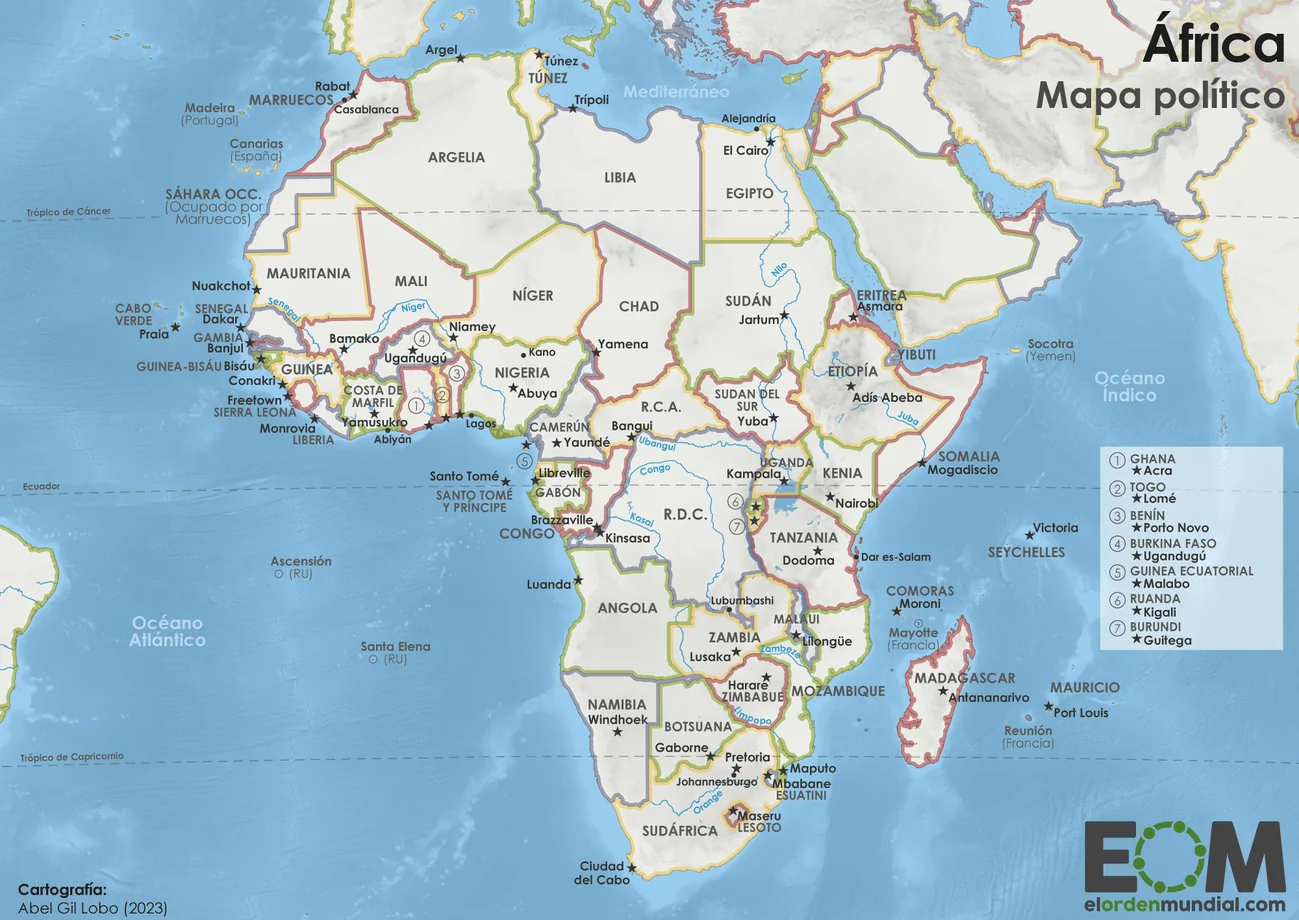 África
Mapa político
Argel
Túnez
TÚNEZ
Rabat
MARRUECOS
Casablanca
Madeira
(Portugal)
Trípoli
Mediterráneo
Alejandría
El Cairo
Canarias
(España)
ARGELIA
LIBIA
EGIPTO
SÁHARA OCC.
(Ocupado por
Marruecos)
Trópico de Cáncer
MAURITANIA
MALI
NÍGER
CHAD
SUDÁN
Nilo
Jartum
ERITREA
Asmara
Nuakchot
CABO
VERDE
Praia
SENEGAL
Dakar
Senegal
Niger
GAMBIA
Banjul
Bamako
Niamey
4
Ugandugú
Kano
Yamena
YIBUTI
Socotra
(Yemen)
GUINEA-BISÁU
Bisáu
GUINEA
Conakri
3
NIGERIA
Abuya
ETIOPÍA
Adís Abeba
Océano
Índico
Freetown
SIERRA LEONA
COSTA DE
MARFIL
1
2
R.C.A.
SUDAN DEL
SUR
Yuba
Juba
Monrovia
LIBERIA
Yamusukro
Abiyán
Lagos
CAMERÚN
Yaundé
Bangui
Ubangui
5
Santo Tomé
SANTO TOMÉ
Y PRÍNCIPE
Libreville
GABÓN
Congo
UGANDA
Kampala
KENIA
Nairobi
SOMALIA
Mogadiscio
Ecuador
CONGO
Brazzaville
Kinsasa
Kasal
R.D.C.
6
7
TANZANIA
Dodoma
Dar es-Salam
Victoria
SEYCHELLES
1 GHANA
Acra
2 TOGO
Lomé
3 BENÍN
Porto Novo
4 BURKINA FASO
Ugandugú
5 GUINEA ECUATORIAL
Malabo
6 RUANDA
Kigali
7 BURUNDI
Guitega
Ascensión
(RU)
Luanda
ANGOLA
Lubumbashi
COMORAS
Moroni
Mayotte
(Francia)
Océano
Atlántico
Santa Elena
(RU)
ZAMBIA
Lusaka
MALAUI
Lilongüe
Zambeze
NAMIBIA
Windhoek
Harare
ZIMBABUE
MOZAMBIQUE
MADAGASCAR
Antananarivo
MAURICIO
Port Louis
Reunión
(Francia)
BOTSUANA
Gaborne
Limpopo
Trópico de Capricornio
Pretoria
Johannesburgo
Maputo
Mbabane
ESUATINI
Orange
Maseru
LESOTO
SUDÁFRICA
Ciudad
del Cabo
Cartografía:
Abel Gil Lobo (2023)
EOM
elordenmundial.com